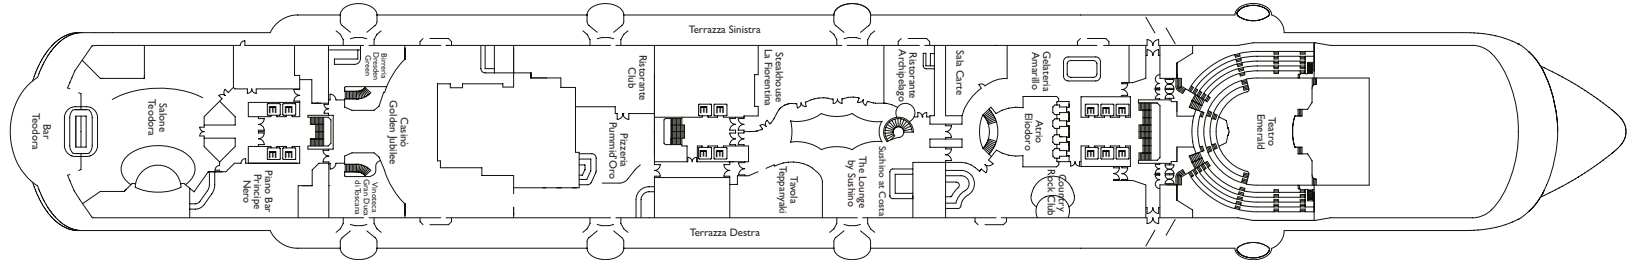 Terrazza Sinistra
Bar
Teodora
Salone
Teodora
Piano Bar
Principe
Nero
Birreria
Dresden
Green
Casinò
Golden Jubilee
Vinoteca
Gran Duca
di Toscana
Ristorante
Club
Pizzeria
Pummid'Oro
Steakhouse
La Fiorentina
Tavola
Teppanyaki
The Lounge
by Sushino
Sushino at Costa
Ristorante
Archipelago
Sala Carte
Gelateria
Amarillo
Atrio
Eliodoro
Country
Rock Club
Teatro
Emerald
E E
E E
E E
E E
E E E
E E E
Terrazza Destra